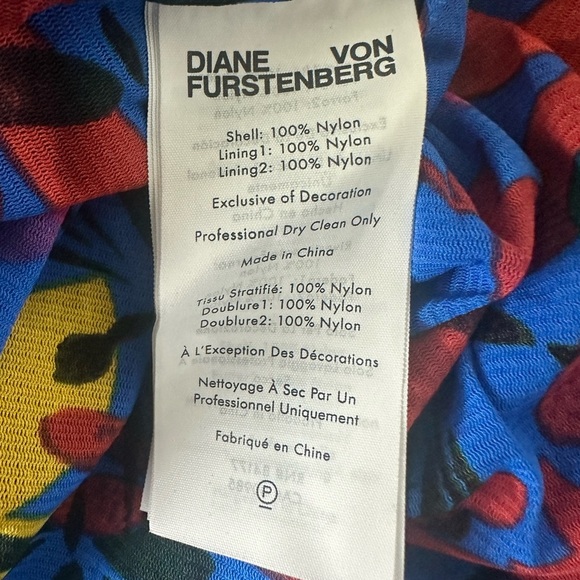 DIANE VON
FURSTENBERG
Shell: 100% Nylon
Lining1: 100% Nylon
Lining2: 100% Nylon
Exclusive of Decoration
Professional Dry Clean Only
Made in China
Tissu Stratifié: 100% Nylon
Doublure1: 100% Nylon
Doublure2: 100% Nylon
À L'Exception Des Décorations
Nettoyage À Sec Par Un
Professionel Uniquement
Fabriqué en Chine
P